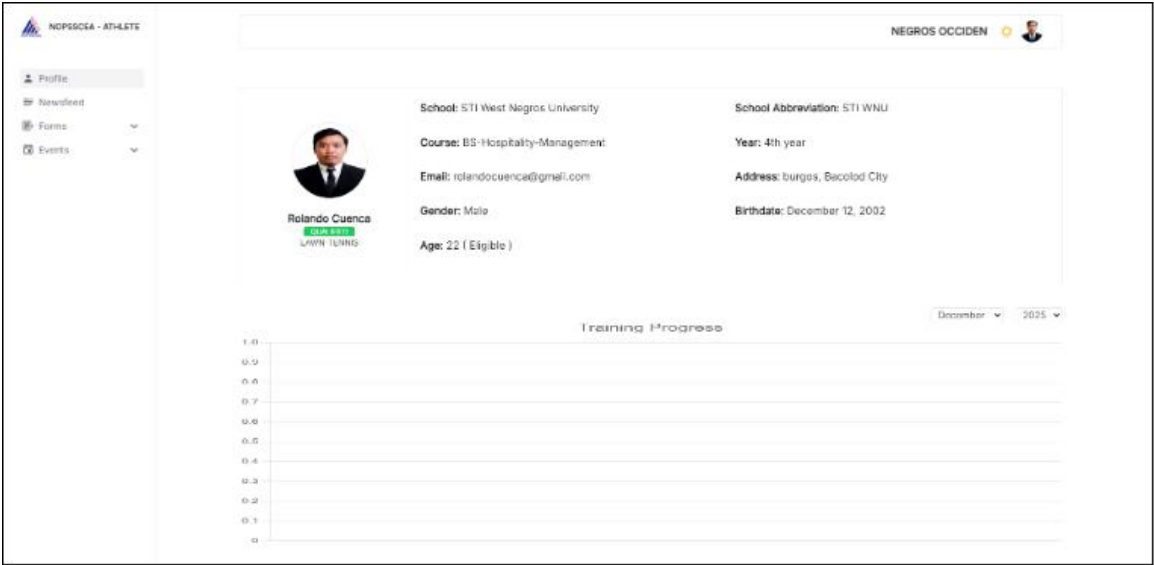 NOPSSCEA - ATHLETE
NEGROS OCCIDEN
Profile
Newsfeed
Forms
Events
School: STI West Negros University
School Abbreviation: STI WNU
Course: BS-Hospitality-Management
Year: 4th year
Email: rolandocuenca@gmail.com
Address: burgos, Bacolod City
Gender: Male
Birthdate: December 12, 2002
Rolando Cuenca
LAWN TENNIS
Age: 22 ( Eligible )
December
2025
Training Progress
1.0
0.9
0.8
0.7
0.6
0.5
0.4
0.3
0.2
0.1
0